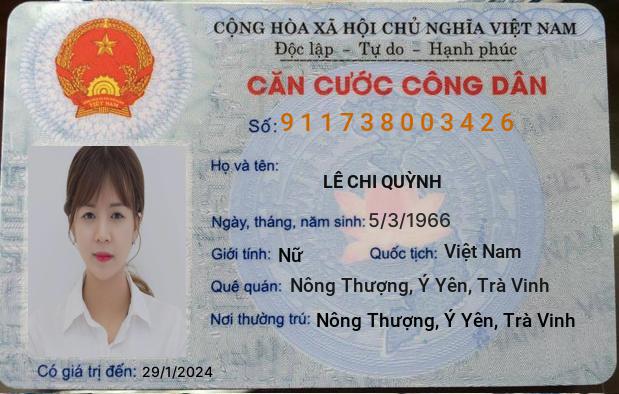 CỘNG HÒA XÃ HỘI CHỦ NGHĨA VIỆT NAM
Độc lập - Tự do - Hạnh phúc
CĂN CƯỚC CÔNG DÂN
Số: 911738003426
Họ và tên:
LÊ CHI QUỲNH
Ngày, tháng, năm sinh: 5/3/1966
Giới tính: Nữ Quốc tịch: Việt Nam
Quê quán: Nông Thượng, Ý Yên, Trà Vinh
Nơi thường trú: Nông Thượng, Ý Yên, Trà Vinh
Có giá trị đến: 29/1/2024
VIỆT NAM